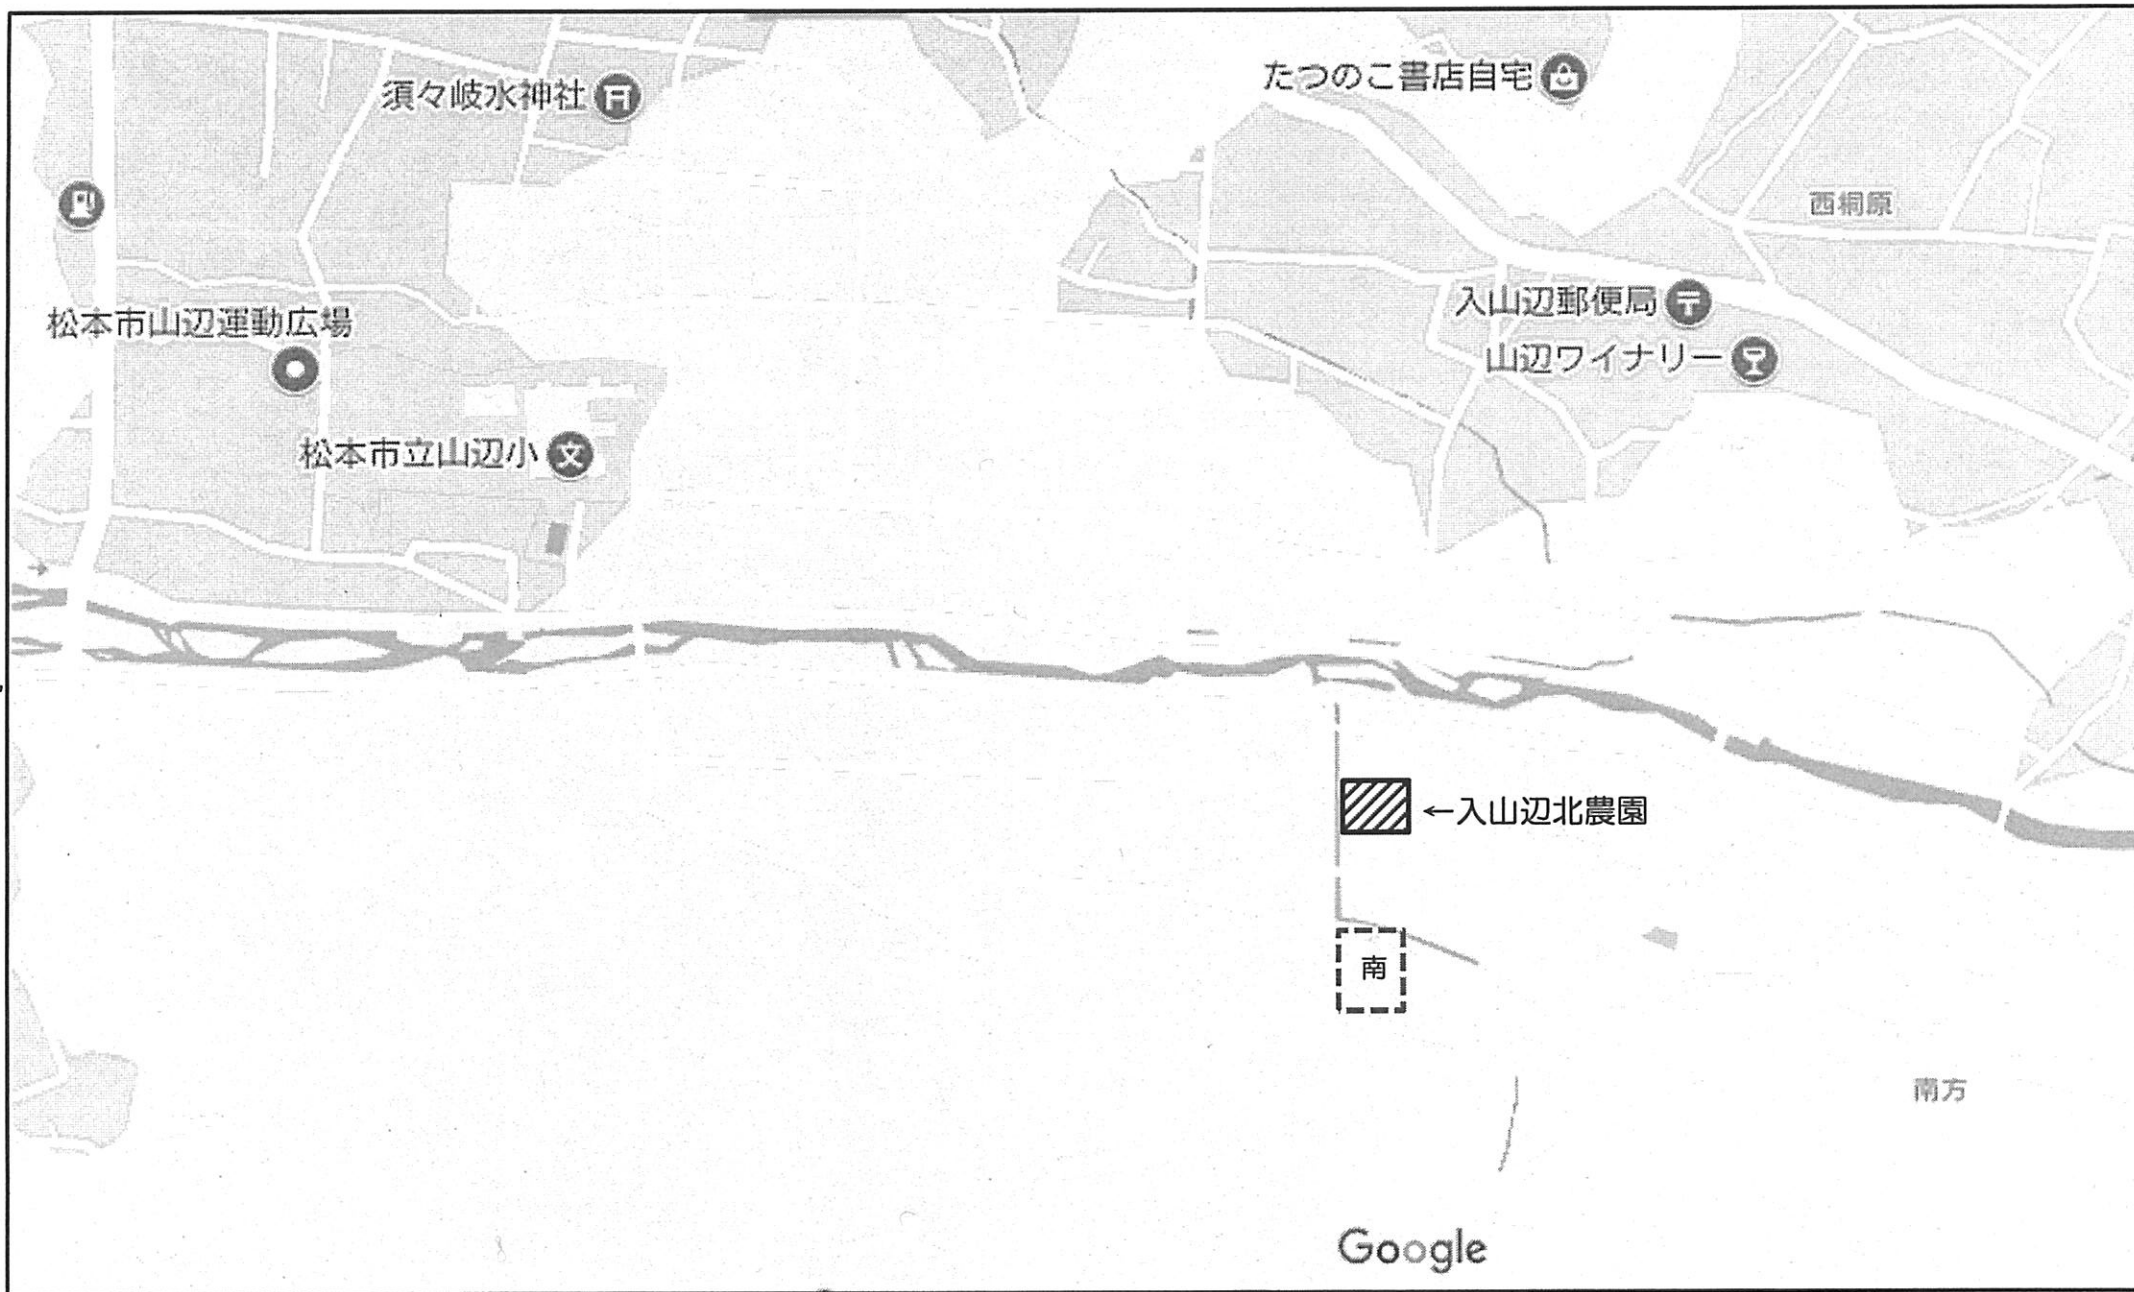 須々岐水神社
たつのこ書店自宅
西桐原
入山辺郵便局
松本市山辺運動広場
山辺ワイナリー
松本市立山辺小
文
←入山辺北農園
南
南方
Google